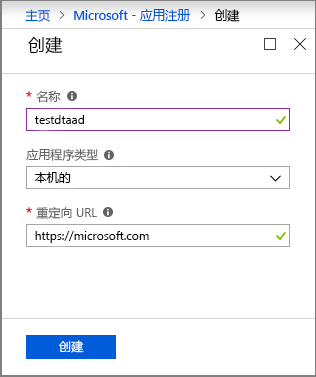 主页 > Microsoft - 应用注册 > 创建
创建
* 名称
testdtaad
应用程序类型
本机的
* 重定向 URL
https://microsoft.com
创建